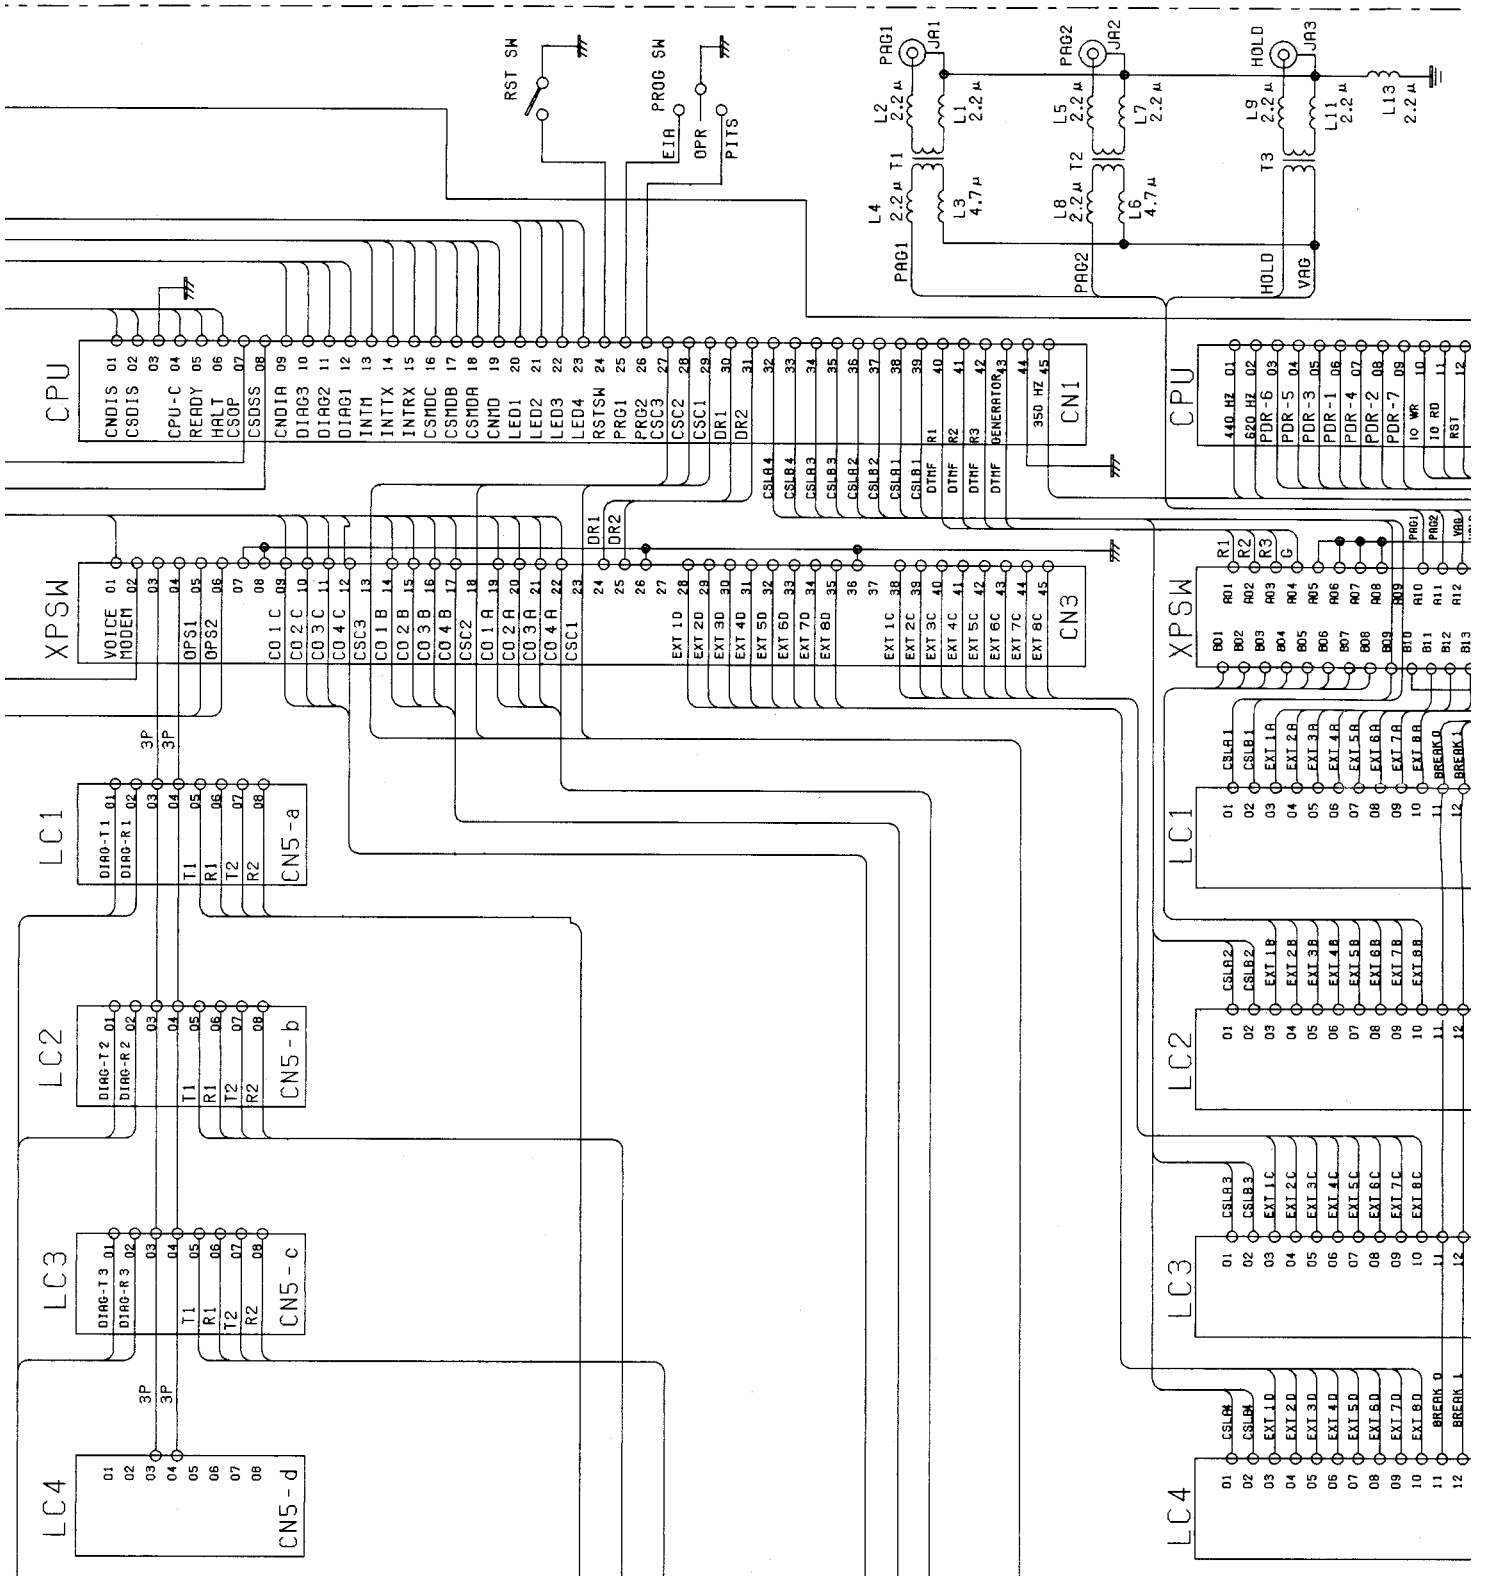 RST SW
PROG SW
EIA
OPR
PITS
PAG1
JA1
PAG2
JA2
HOLD
JA3
L2
2.2μ
L1
2.2μ
L5
2.2μ
L7
2.2μ
L9
2.2μ
L11
2.2μ
L13
2.2μ
T1
T2
T3
L4
2.2μ
L3
4.7μ
L8
2.2μ
L6
4.7μ
PAG1
PAG2
HOLD
VAG
CPU
CNDIS 01
CSDIS 02
03
CPU-C 04
READY 05
HALT 06
CSOP 07
CSDSS 08
CNDIA 09
DIAG3 10
DIAG2 11
DIAG1 12
INTM 13
INTTX 14
INTRX 15
CSMDC 16
CSMDB 17
CSMDA 18
CNMD 19
LED1 20
LED2 21
LED3 22
LED4 23
RSTSW 24
PRG1 25
PRG2 26
CSC3 27
CSC2 28
CSC1 29
DR1 30
DR2 31
CSLA4 32
CSLB4 33
CSLA3 34
CSLB3 35
CSLA2 36
CSLB2 37
CSLA1 38
CSLB1 39
DTMF R1 40
DTMF R2 41
DTMF R3 42
DTMF GENERATOR 43
44
350 HZ 45
CN1
CPU
440 HZ 01
620 HZ 02
PDR-6 03
PDR-5 04
PDR-3 05
PDR-1 06
PDR-4 07
PDR-2 08
PDR-7 09
IO WR 10
IO RD 11
RST 12
DR1
DR2
XPSW
VOICE 01
MODEM 02
03
04
OPS1 05
OPS2 06
07
08
CO 1 C 09
CO 2 C 10
CO 3 C 11
CO 4 C 12
CSC3 13
CO 1 B 14
CO 2 B 15
CO 3 B 16
CO 4 B 17
CSC2 18
CO 1 A 19
CO 2 A 20
CO 3 A 21
CO 4 A 22
CSC1 23
24
25
26
27
EXT 1D 28
EXT 2D 29
EXT 3D 30
EXT 4D 31
EXT 5D 32
EXT 6D 33
EXT 7D 34
EXT 8D 35
36
37
EXT 1C 38
EXT 2C 39
EXT 3C 40
EXT 4C 41
EXT 5C 42
EXT 6C 43
EXT 7C 44
EXT 8C 45
CN3
XPSW
R1
R2
R3
G
PAG1
PAG2
VAG
A01
A02
A03
A04
A05
A06
A07
A08
A09
A10
A11
A12
B01
B02
B03
B04
B05
B06
B07
B08
B09
B10
B11
B12
B13
3P
3P
LC1
DIAG-T1 01
DIAG-R1 02
03
04
T1 05
R1 06
T2 07
R2 08
CN5-a
LC1
CSLA1 01
CSLB1 02
EXT 1A 03
EXT 2A 04
EXT 3A 05
EXT 4A 06
EXT 5A 07
EXT 6A 08
EXT 7A 09
EXT 8A 10
BREAK 0 11
BREAK 1 12
LC2
DIAG-T2 01
DIAG-R2 02
03
04
T1 05
R1 06
T2 07
R2 08
CN5-b
LC2
CSLA2 01
CSLB2 02
EXT 1B 03
EXT 2B 04
EXT 3B 05
EXT 4B 06
EXT 5B 07
EXT 6B 08
EXT 7B 09
EXT 8B 10
11
12
LC3
DIAG-T3 01
DIAG-R3 02
03
04
T1 05
R1 06
T2 07
R2 08
CN5-c
LC3
CSLA3 01
CSLB3 02
EXT 1C 03
EXT 2C 04
EXT 3C 05
EXT 4C 06
EXT 5C 07
EXT 6C 08
EXT 7C 09
EXT 8C 10
11
12
3P
3P
LC4
01
02
03
04
05
06
07
08
CN5-d
LC4
CSLA4 01
CSLB4 02
EXT 1D 03
EXT 2D 04
EXT 3D 05
EXT 4D 06
EXT 5D 07
EXT 6D 08
EXT 7D 09
EXT 8D 10
BREAK 0 11
BREAK 1 12